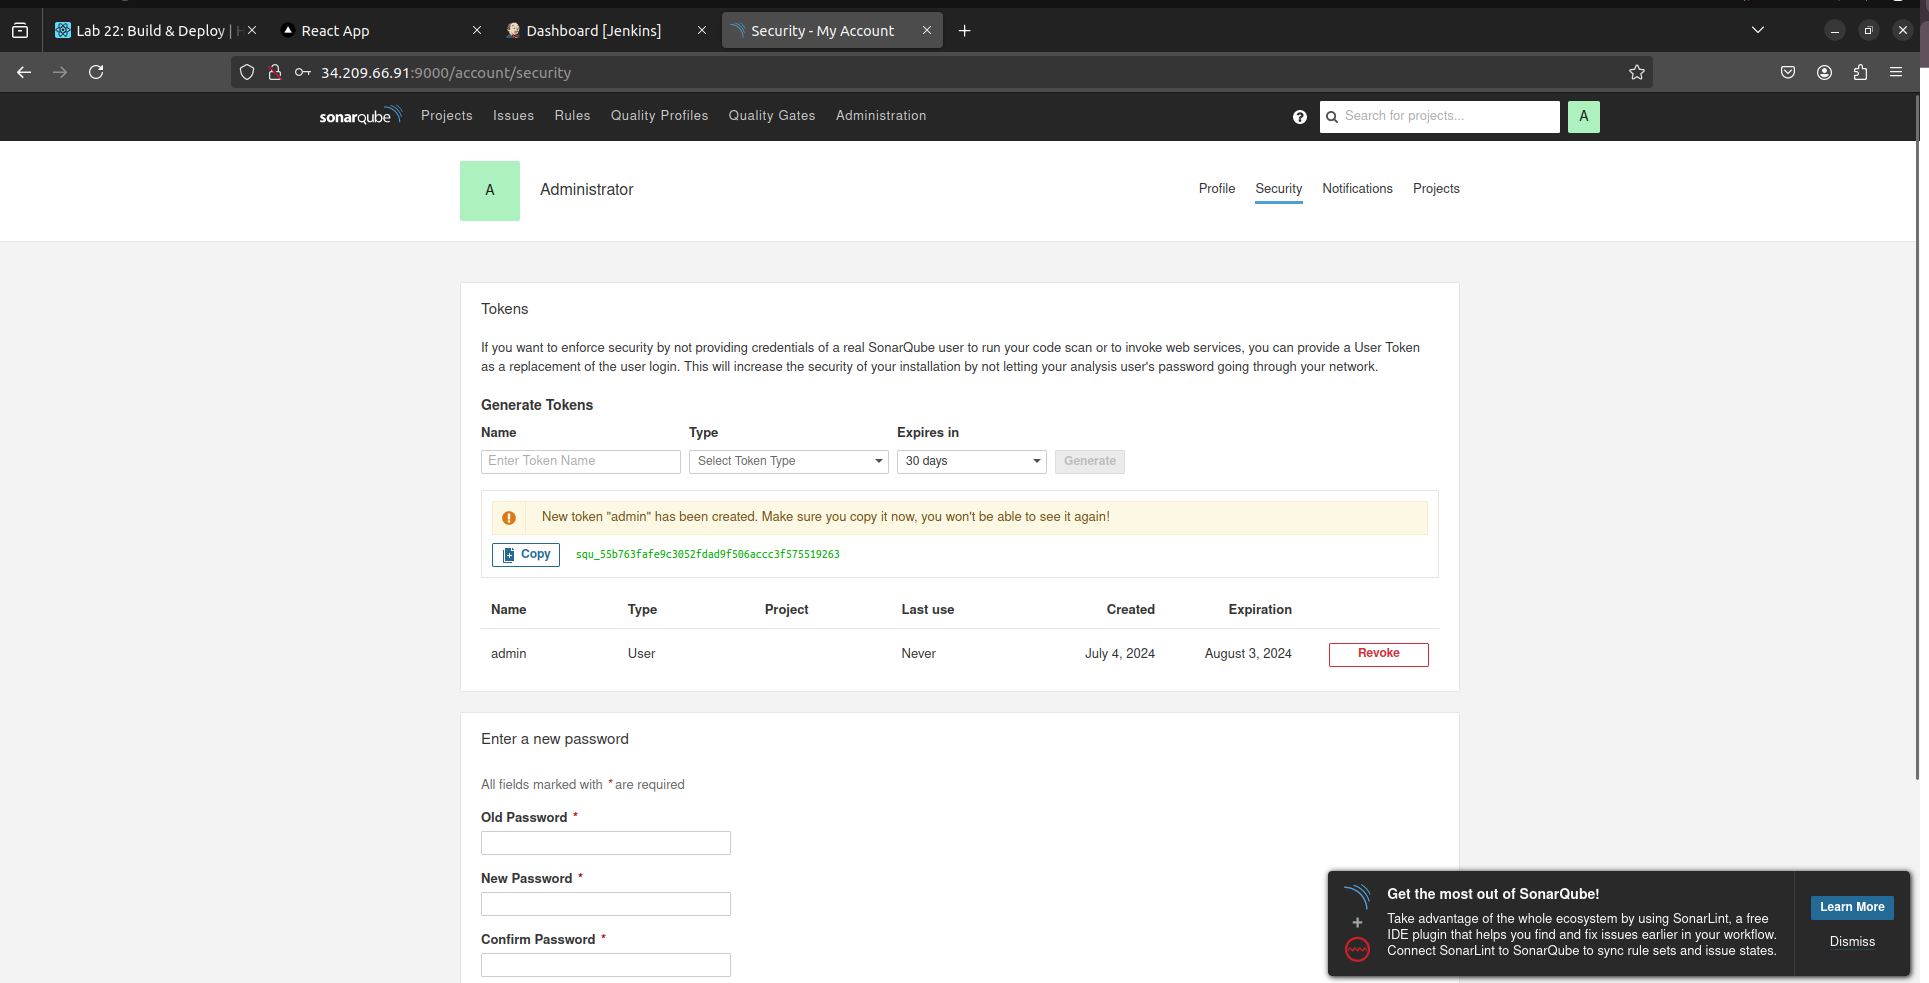 Lab 22: Build & Deploy | H
React App
Dashboard [Jenkins]
Security - My Account
34.209.66.91:9000/account/security
sonarqube
Projects
Issues
Rules
Quality Profiles
Quality Gates
Administration
Search for projects...
A
A
Administrator
Profile
Security
Notifications
Projects
Tokens
If you want to enforce security by not providing credentials of a real SonarQube user to run your code scan or to invoke web services, you can provide a User Token
as a replacement of the user login. This will increase the security of your installation by not letting your analysis user's password going through your network.
Generate Tokens
Name
Type
Expires in
Enter Token Name
Select Token Type
30 days
Generate
New token "admin" has been created. Make sure you copy it now, you won't be able to see it again!
Copy
squ_55b763fafe9c3052fdad9f506accc3f575519263
Name
Type
Project
Last use
Created
Expiration
admin
User
Never
July 4, 2024
August 3, 2024
Revoke
Enter a new password
All fields marked with * are required
Old Password *
New Password *
Confirm Password *
Get the most out of SonarQube!
Take advantage of the whole ecosystem by using SonarLint, a free
IDE plugin that helps you find and fix issues earlier in your workflow.
Connect SonarLint to SonarQube to sync rule sets and issue states.
Learn More
Dismiss